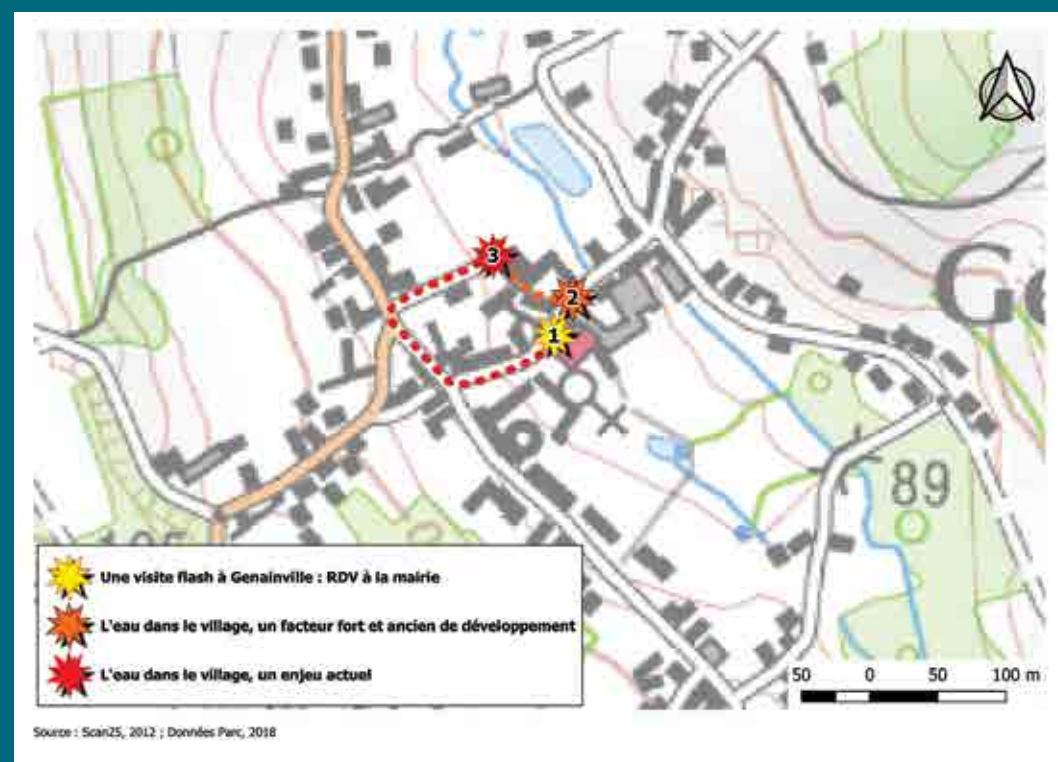 3
2
1
Ge
89
Une visite flash à Genainville : RDV à la mairie
L'eau dans le village, un facteur fort et ancien de développement
L'eau dans le village, un enjeu actuel
50 0 50 100 m
Source : Scan25, 2012 ; Données Parc, 2018